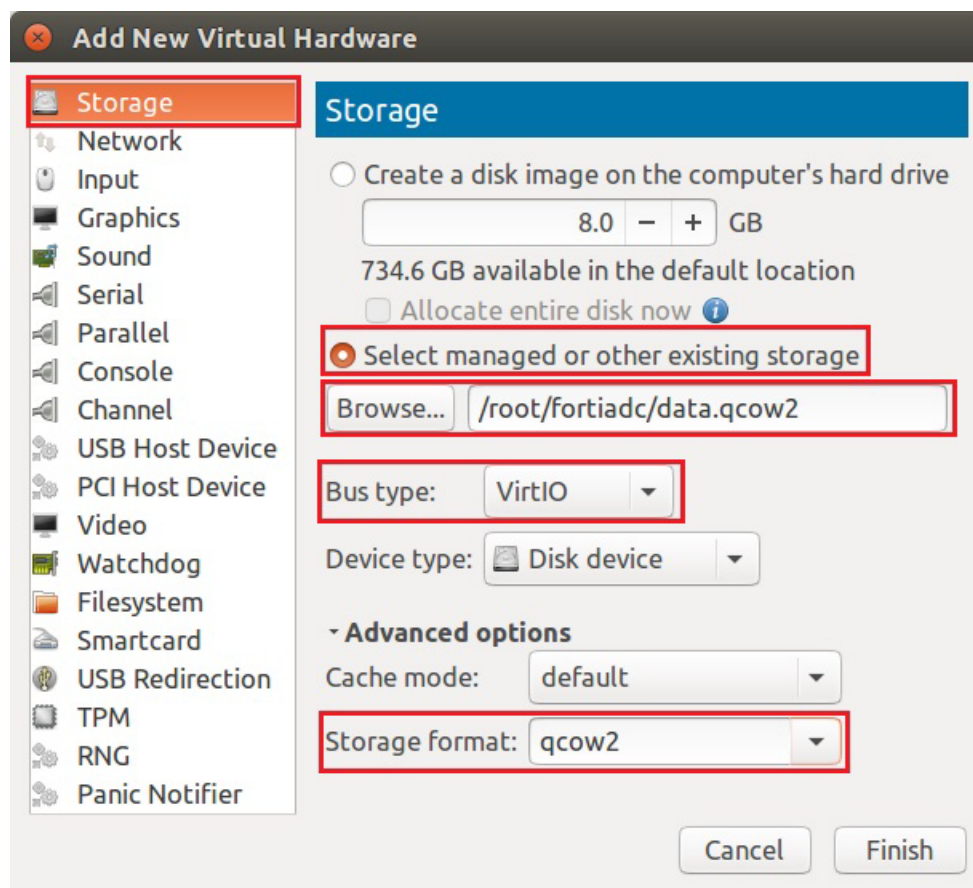 Add New Virtual Hardware
Storage
Network
Input
Graphics
Sound
Serial
Parallel
Console
Channel
USB Host Device
PCI Host Device
Video
Watchdog
Filesystem
Smartcard
USB Redirection
TPM
RNG
Panic Notifier
Storage
Create a disk image on the computer's hard drive
8.0 − + GB
734.6 GB available in the default location
Allocate entire disk now
Select managed or other existing storage
Browse... /root/fortiadc/data.qcow2
Bus type: VirtIO
Device type: Disk device
Advanced options
Cache mode: default
Storage format: qcow2
Cancel Finish